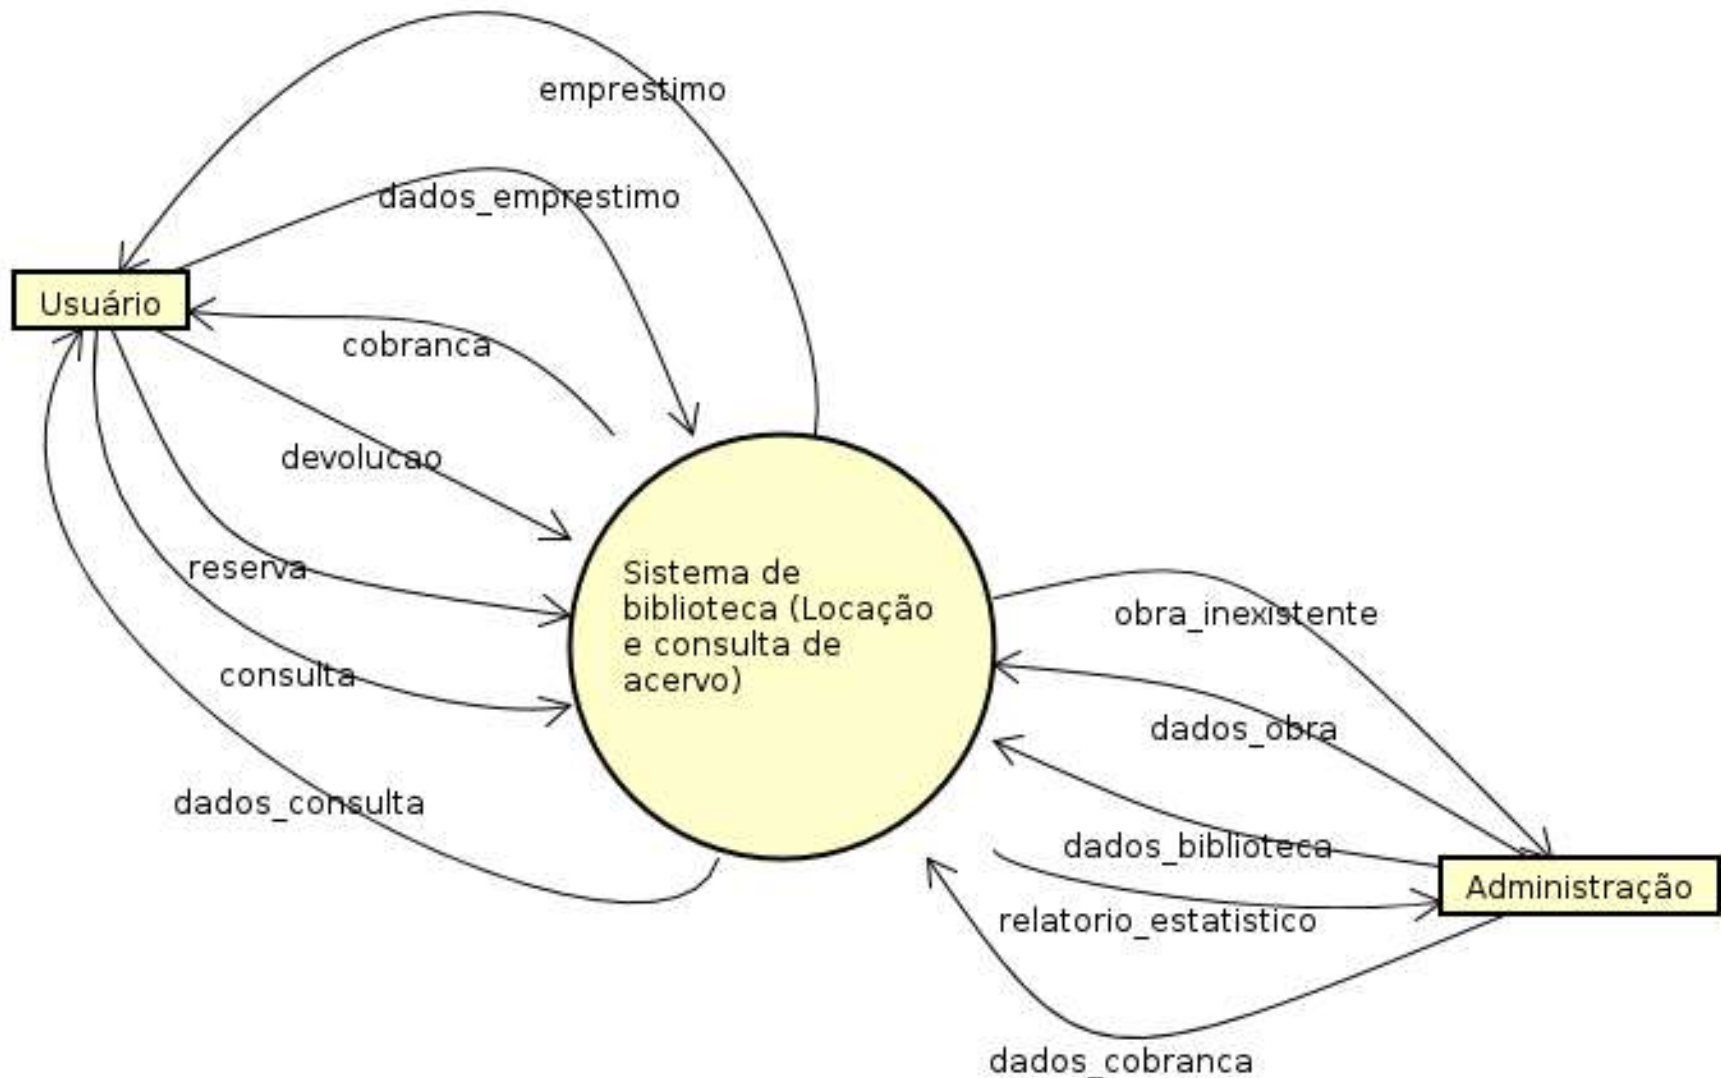 emprestimo
dados_emprestimo
Usuário
cobranca
devolucao
reserva
consulta
dados_consulta
Sistema de
biblioteca (Locação
e consulta de
acervo)
obra_inexistente
dados_obra
dados_biblioteca
Administração
relatorio_estatistico
dados_cobranca